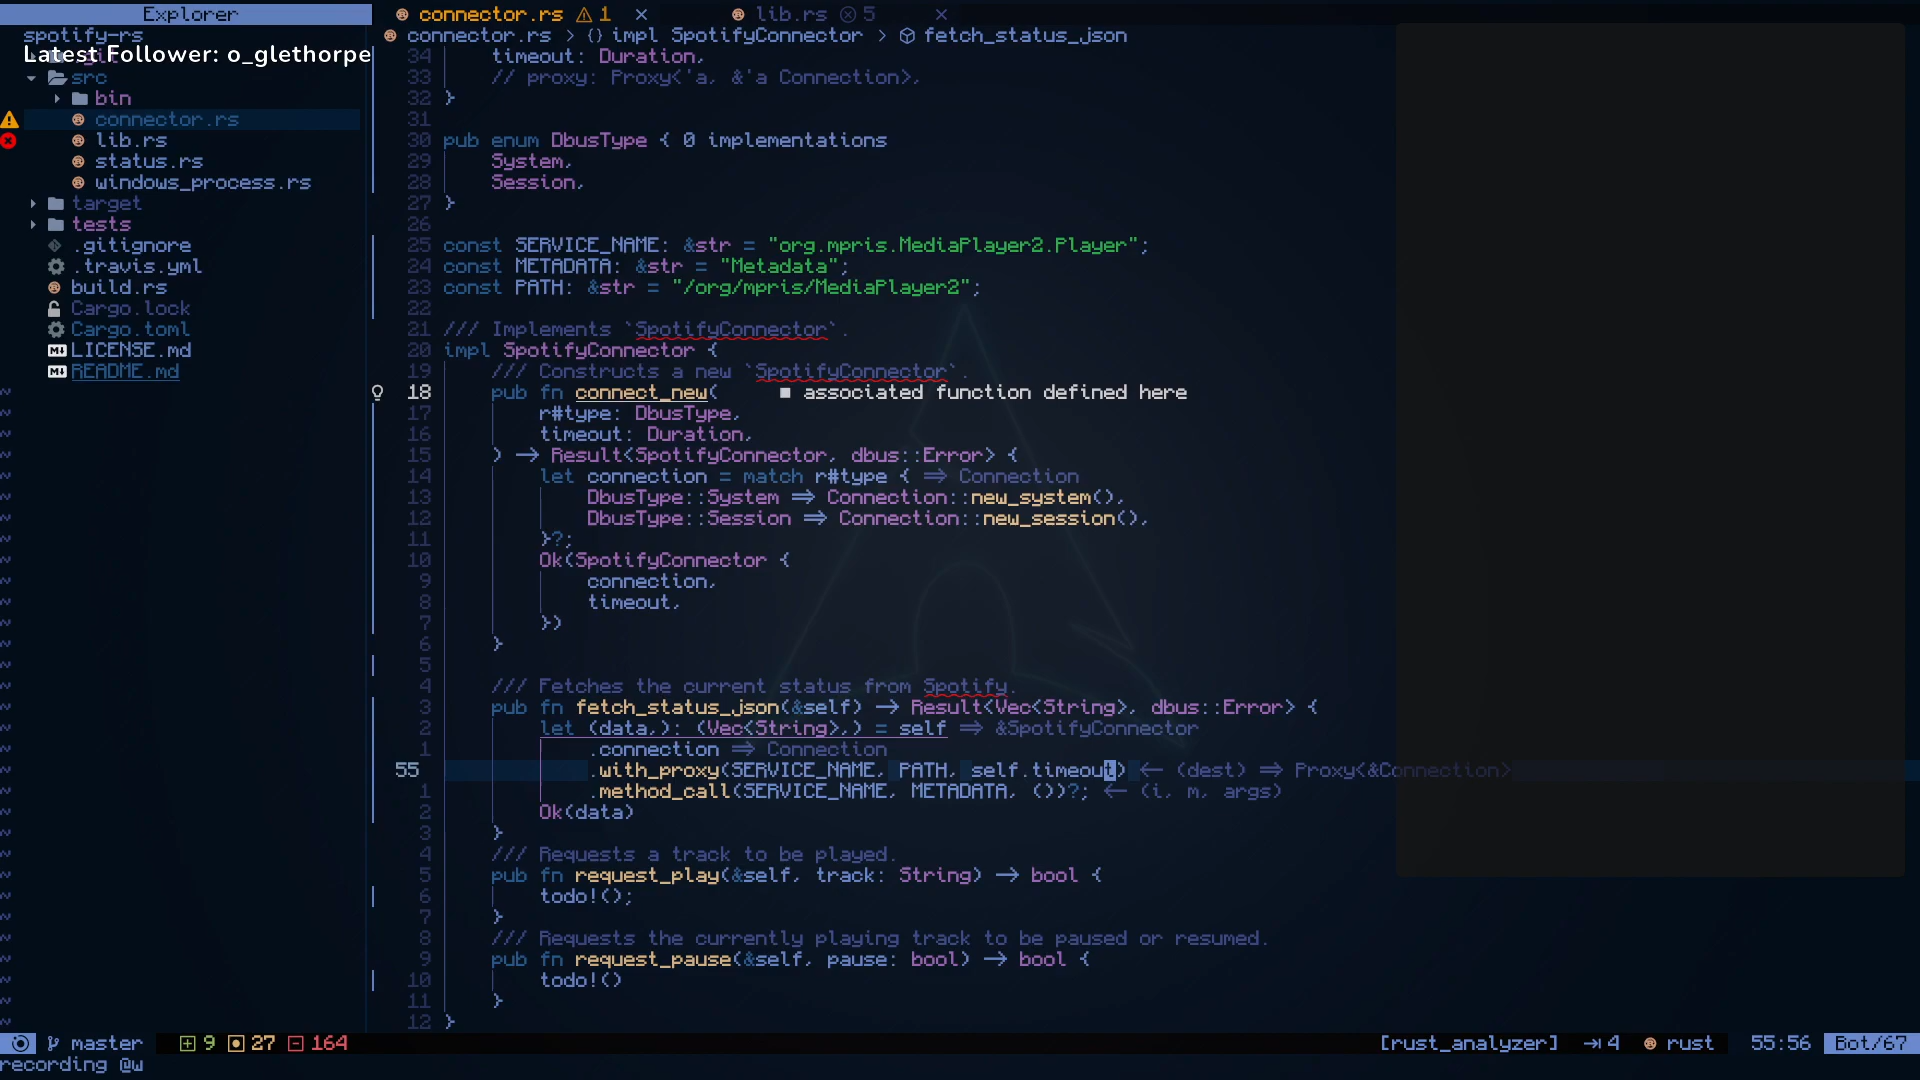 Explorer
connector.rs 1
lib.rs 5
spotify-rs
connector.rs > {} impl SpotifyConnector > fetch_status_json
Latest Follower: o_glethorpe
src
bin
connector.rs
lib.rs
status.rs
windows_process.rs
target
tests
.gitignore
.travis.yml
build.rs
Cargo.lock
Cargo.toml
LICENSE.md
README.md
34 timeout: Duration,
33 // proxy: Proxy<'a, &'a Connection>,
32 }
31
30 pub enum DbusType { 0 implementations
29 System,
28 Session,
27 }
26
25 const SERVICE_NAME: &str = "org.mpris.MediaPlayer2.Player";
24 const METADATA: &str = "Metadata";
23 const PATH: &str = "/org/mpris/MediaPlayer2";
22
21 /// Implements `SpotifyConnector`.
20 impl SpotifyConnector {
19 /// Constructs a new `SpotifyConnector`.
18 pub fn connect_new( ■ associated function defined here
17 r#type: DbusType,
16 timeout: Duration,
15 ) -> Result<SpotifyConnector, dbus::Error> {
14 let connection = match r#type { => Connection
13 DbusType::System => Connection::new_system(),
12 DbusType::Session => Connection::new_session(),
11 }?;
10 Ok(SpotifyConnector {
9 connection,
8 timeout,
7 })
6 }
5
4 /// Fetches the current status from Spotify.
3 pub fn fetch_status_json(&self) -> Result<Vec<String>, dbus::Error> {
2 let (data,): (Vec<String>,) = self => &SpotifyConnector
1 .connection => Connection
55 .with_proxy(SERVICE_NAME, PATH, self.timeout) <- (dest) => Proxy<&Connection>
1 .method_call(SERVICE_NAME, METADATA, ())?; <- (i, m, args)
2 Ok(data)
3 }
4 /// Requests a track to be played.
5 pub fn request_play(&self, track: String) -> bool {
6 todo!();
7 }
8 /// Requests the currently playing track to be paused or resumed.
9 pub fn request_pause(&self, pause: bool) -> bool {
10 todo!()
11 }
12 }
master 9 27 164 [rust_analyzer] 4 rust 55:56 Bot/67
recording @w